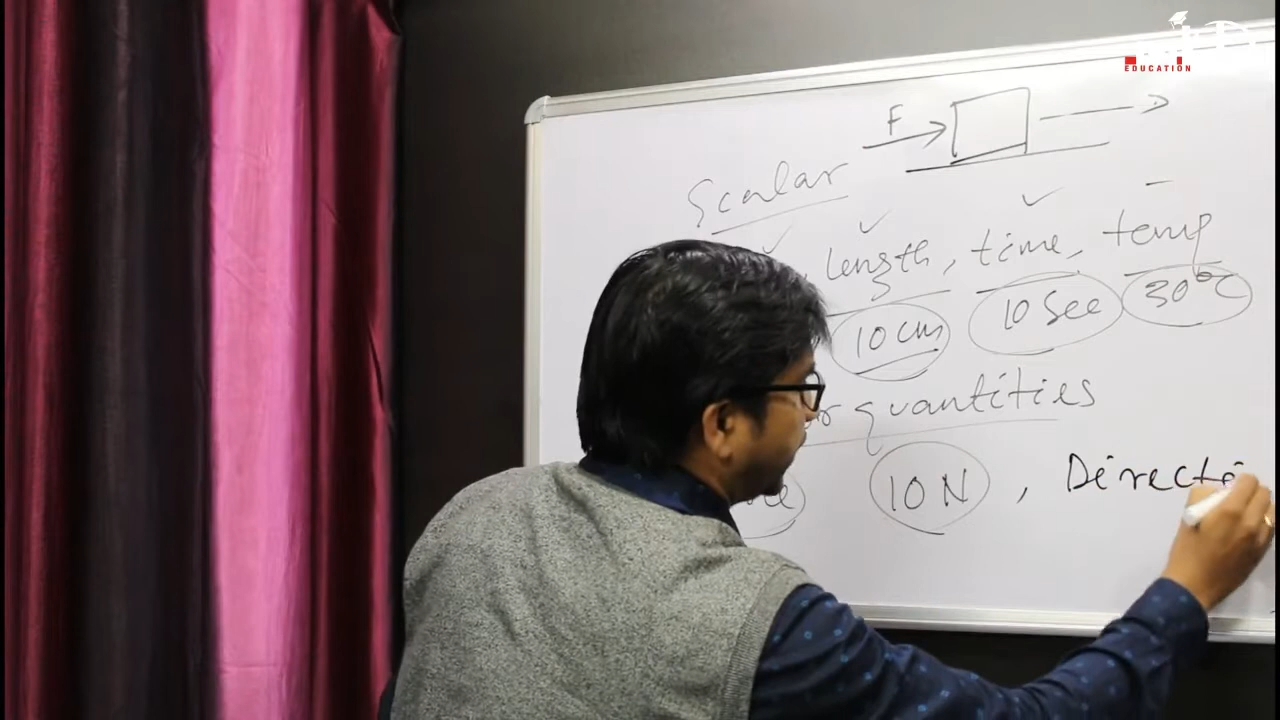 EDUCATION
F
Scalar
, length, time, temp
10 cm 10 Sec 30°C
quantities
10 N , Directi